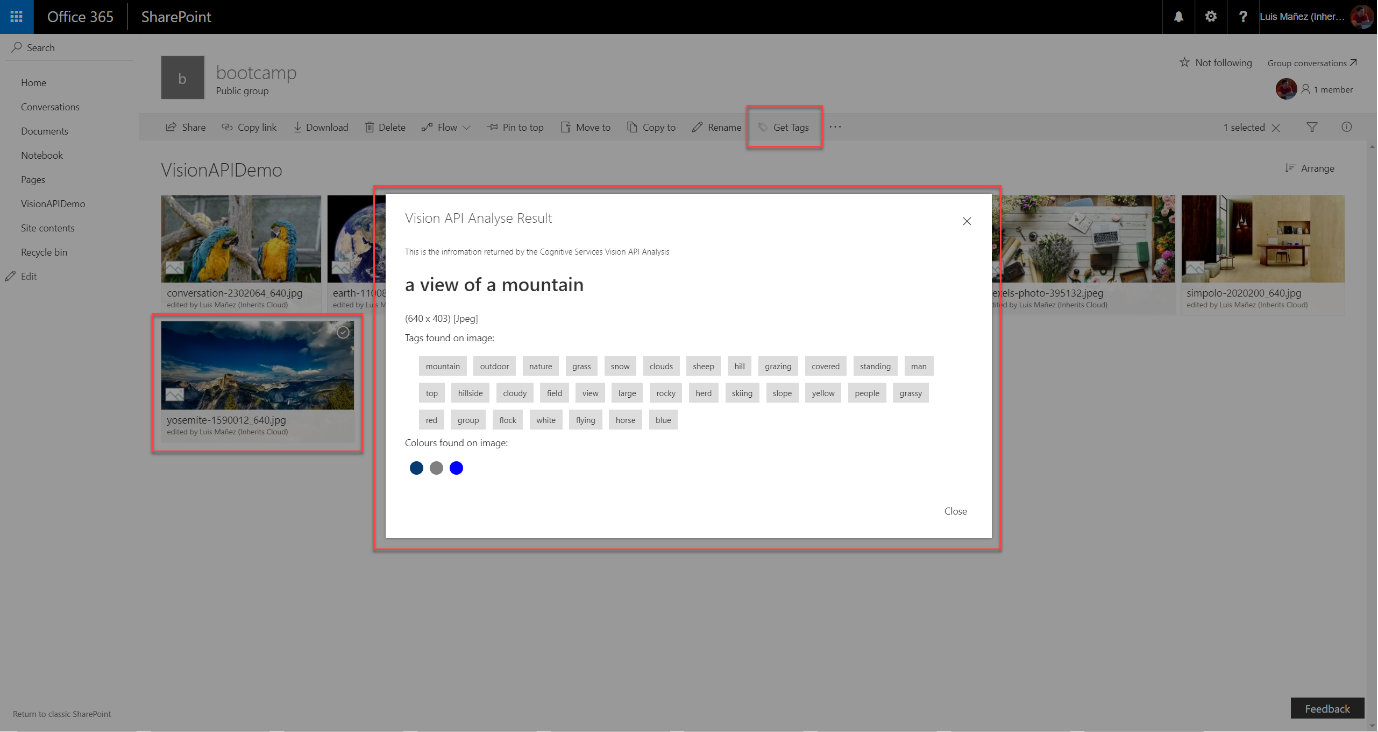 Office 365 SharePoint ? Luis Mañez (Inher...
Search
Home
Conversations
Documents
Notebook
Pages
VisionAPIDemo
Site contents
Recycle bin
Edit
Return to classic SharePoint
b
bootcamp
Public group
Not following Group conversations
1 member
Share Copy link Download Delete Flow Pin to top Move to Copy to Rename Get Tags ... 1 selected
VisionAPIDemo
Arrange
conversation-2302064_640.jpg
edited by Luis Mañez (Inherits Cloud)
earth-11008
edited by Lui
exels-photo-395132.jpeg
edited by Luis Mañez (Inherits Cloud)
simpolo-2020200_640.jpg
edited by Luis Mañez (Inherits Cloud)
yosemite-1590012_640.jpg
edited by Luis Mañez (Inherits Cloud)
Vision API Analyse Result
This is the infromation returned by the Cognitive Services Vision API Analysis
a view of a mountain
(640 x 403) [Jpeg]
Tags found on image:
mountain outdoor nature grass snow clouds sheep hill grazing covered standing man
top hillside cloudy field view large rocky herd skiing slope yellow people grassy
red group flock white flying horse blue
Colours found on image:
Close
Feedback